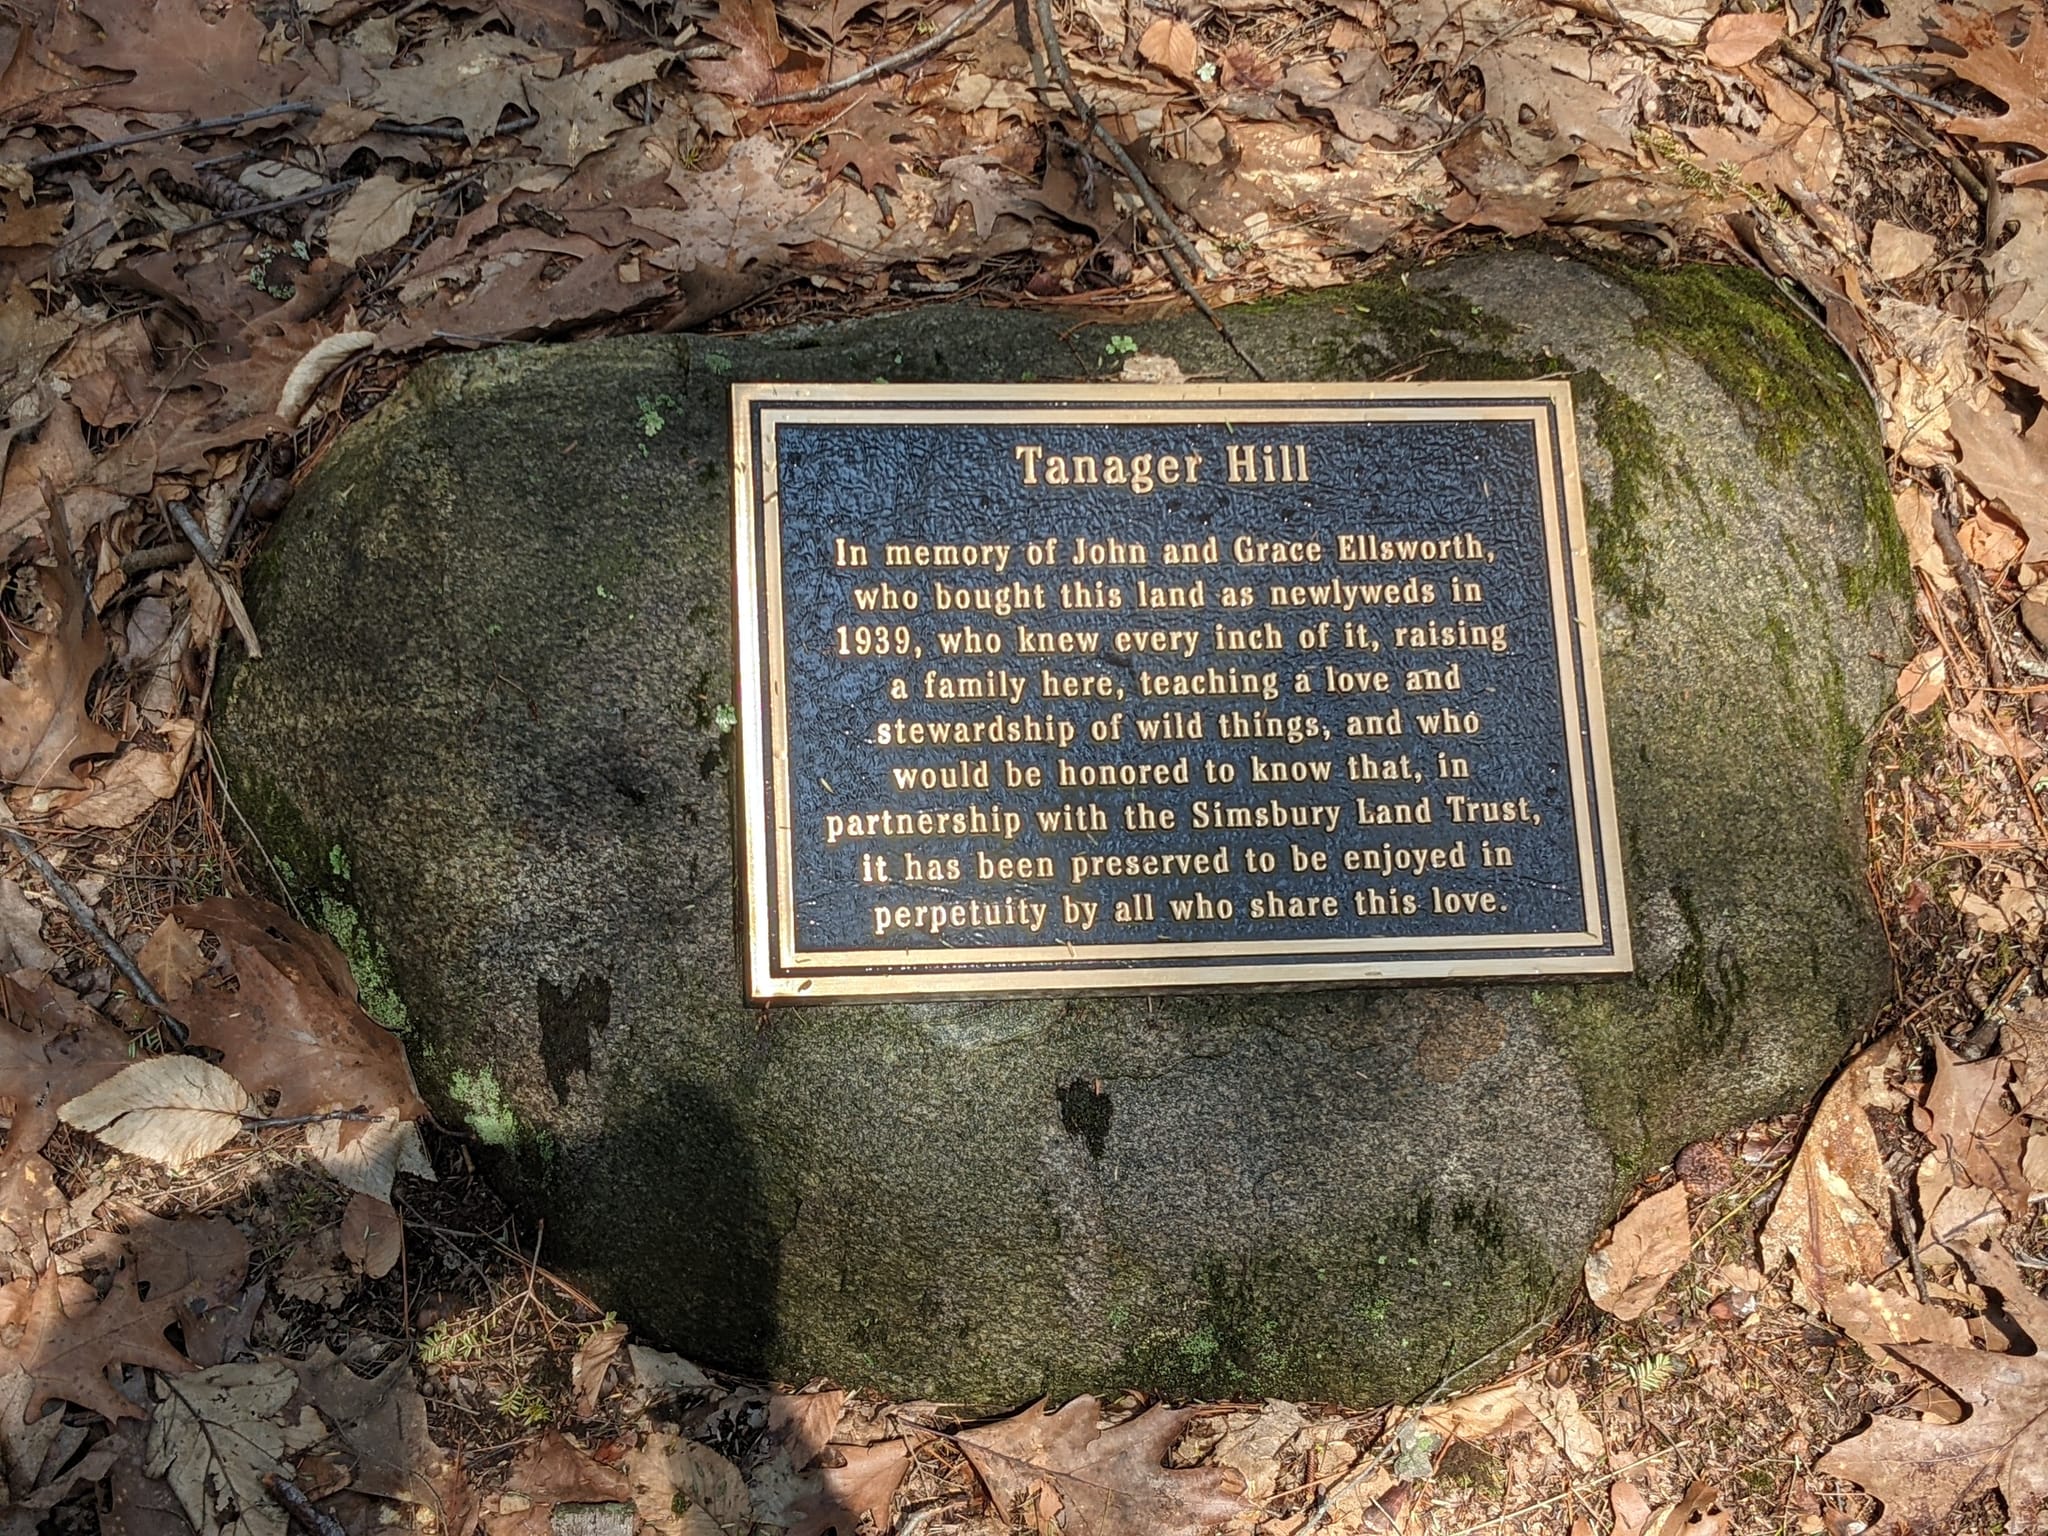 Tanager Hill
In memory of John and Grace Ellsworth,
who bought this land as newlyweds in
1939, who knew every inch of it, raising
a family here, teaching a love and
stewardship of wild things, and who
would be honored to know that, in
partnership with the Simsbury Land Trust,
it has been preserved to be enjoyed in
perpetuity by all who share this love.